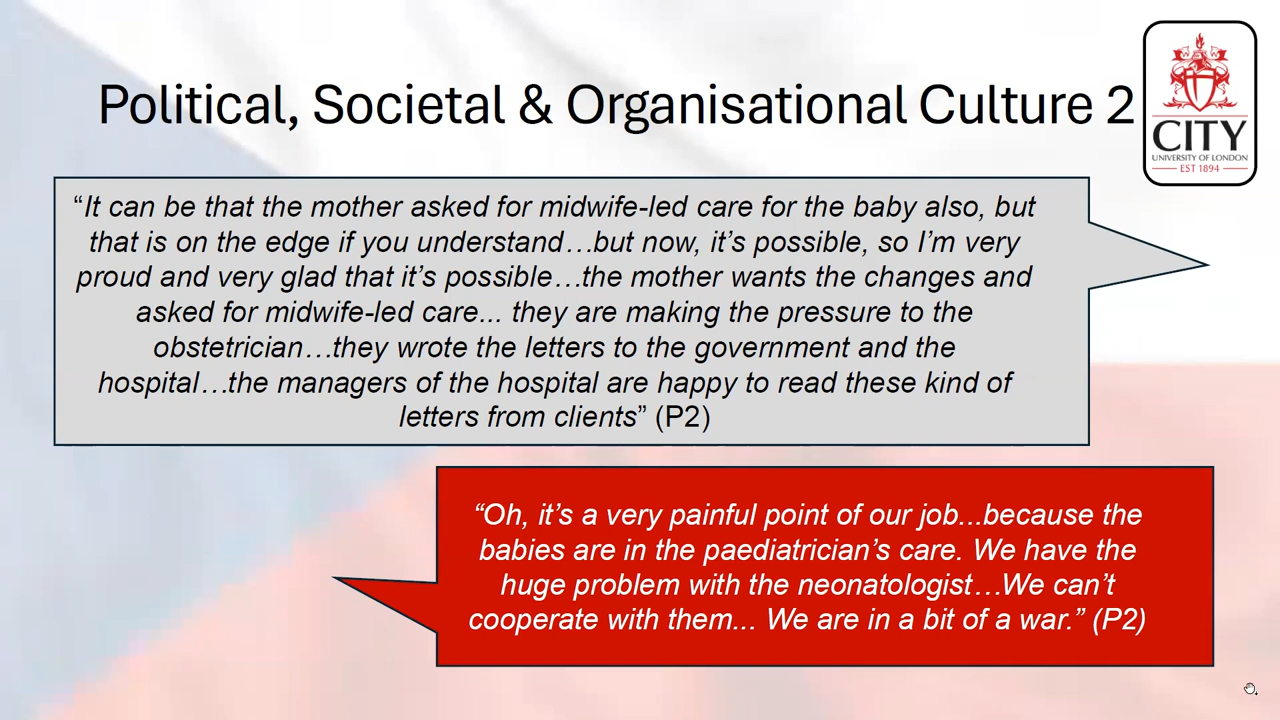 Political, Societal & Organisational Culture 2
CITY
UNIVERSITY OF LONDON
EST 1894
“It can be that the mother asked for midwife-led care for the baby also, but
that is on the edge if you understand…but now, it’s possible, so I’m very
proud and very glad that it’s possible…the mother wants the changes and
asked for midwife-led care... they are making the pressure to the
obstetrician…they wrote the letters to the government and the
hospital…the managers of the hospital are happy to read these kind of
letters from clients” (P2)
“Oh, it’s a very painful point of our job...because the
babies are in the paediatrician’s care. We have the
huge problem with the neonatologist…We can’t
cooperate with them... We are in a bit of a war.” (P2)